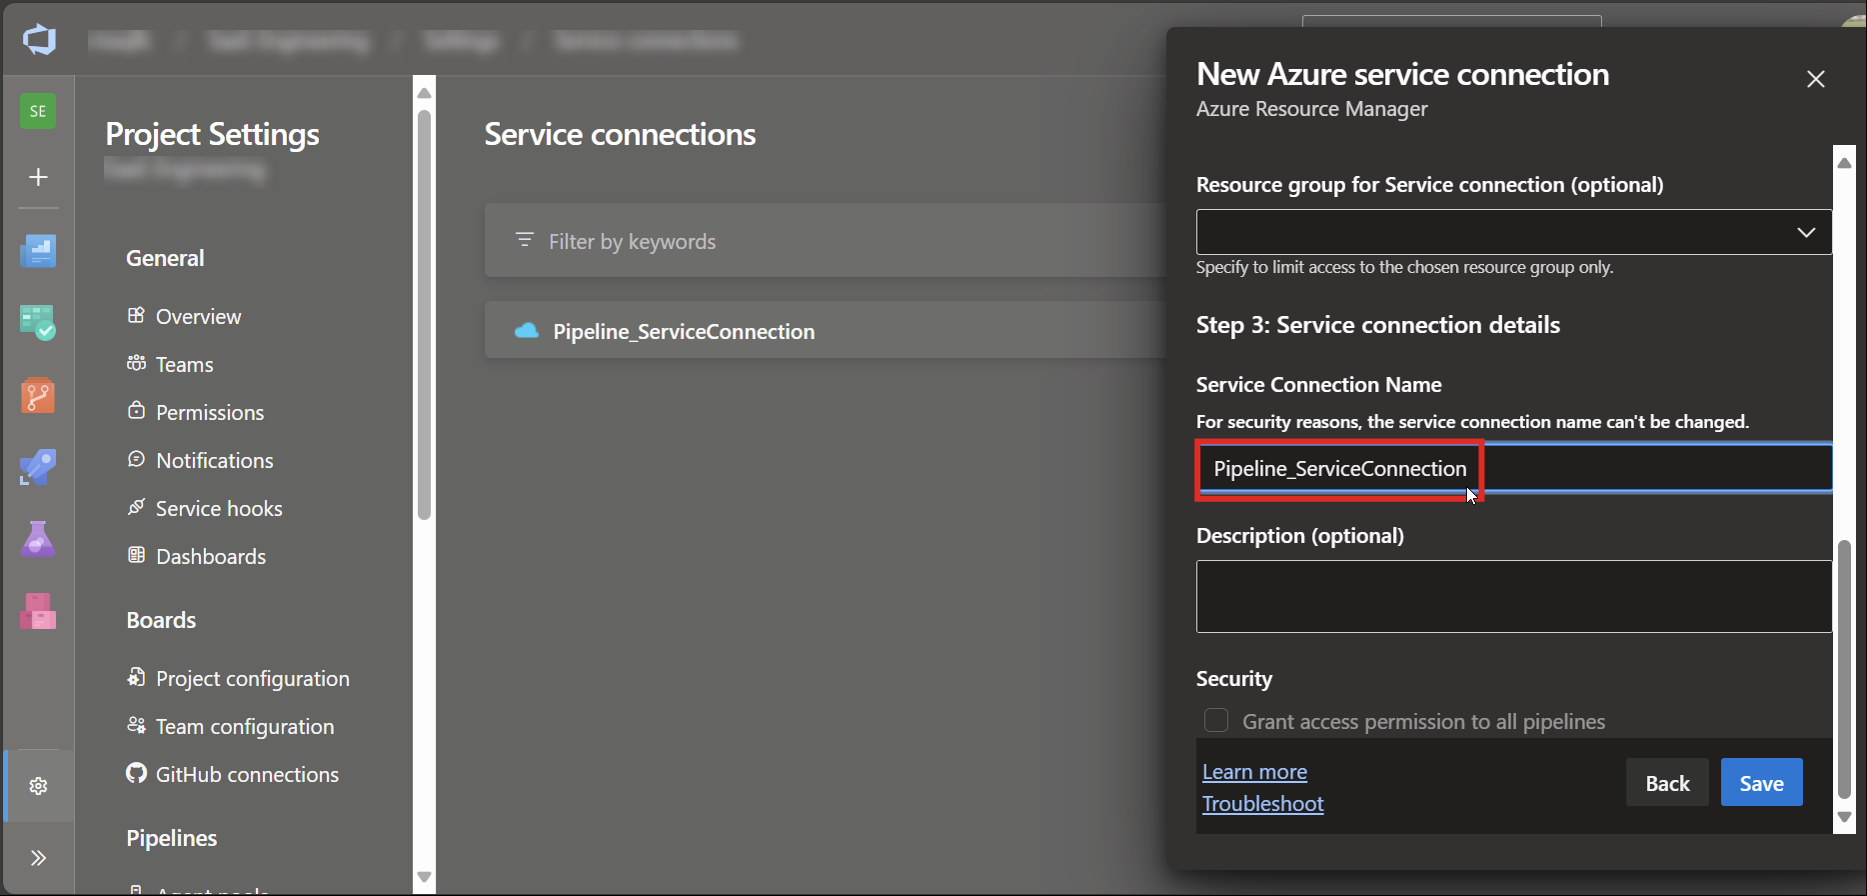 SE
Project Settings
General
Overview
Teams
Permissions
Notifications
Service hooks
Dashboards
Boards
Project configuration
Team configuration
GitHub connections
Pipelines
Service connections
Filter by keywords
Pipeline_ServiceConnection
New Azure service connection
Azure Resource Manager
Resource group for Service connection (optional)
Specify to limit access to the chosen resource group only.
Step 3: Service connection details
Service Connection Name
For security reasons, the service connection name can't be changed.
Pipeline_ServiceConnection
Description (optional)
Security
Grant access permission to all pipelines
Learn more
Troubleshoot
Back
Save